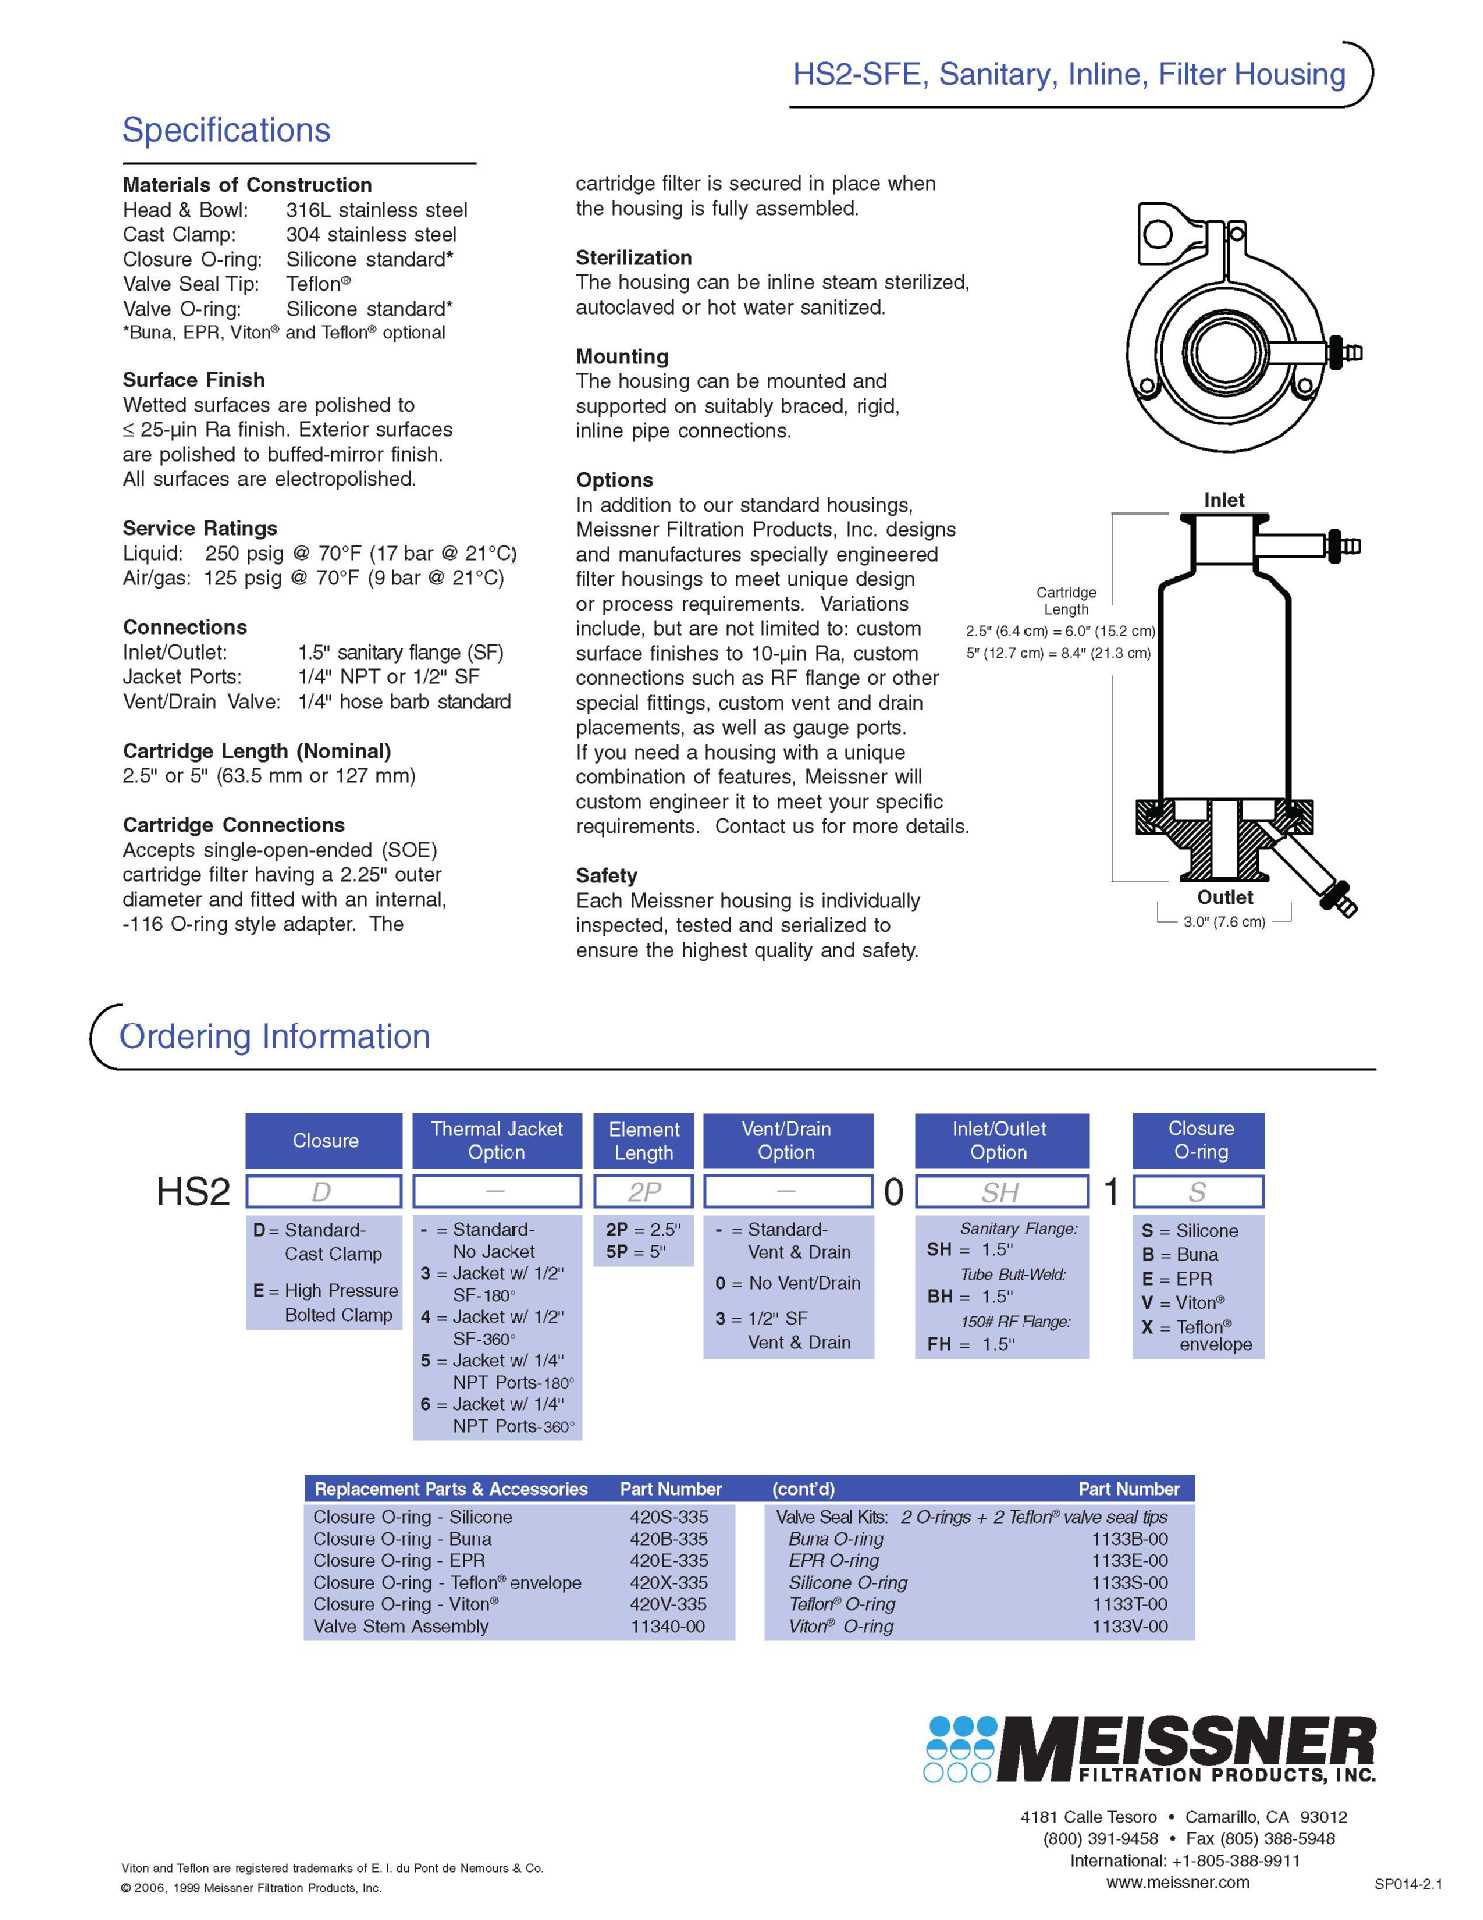 HS2-SFE, Sanitary, Inline, Filter Housing
Specifications
Materials of Construction
Head & Bowl: 316L stainless steel
Cast Clamp: 304 stainless steel
Closure O-ring: Silicone standard*
Valve Seal Tip: Teflon®
Valve O-ring: Silicone standard*
*Buna, EPR, Viton® and Teflon® optional
Surface Finish
Wetted surfaces are polished to
≤ 25-µin Ra finish. Exterior surfaces
are polished to buffed-mirror finish.
All surfaces are electropolished.
Service Ratings
Liquid: 250 psig @ 70°F (17 bar @ 21°C)
Air/gas: 125 psig @ 70°F (9 bar @ 21°C)
Connections
Inlet/Outlet: 1.5" sanitary flange (SF)
Jacket Ports: 1/4" NPT or 1/2" SF
Vent/Drain Valve: 1/4" hose barb standard
Cartridge Length (Nominal)
2.5" or 5" (63.5 mm or 127 mm)
Cartridge Connections
Accepts single-open-ended (SOE)
cartridge filter having a 2.25" outer
diameter and fitted with an internal,
-116 O-ring style adapter. The
cartridge filter is secured in place when
the housing is fully assembled.
Sterilization
The housing can be inline steam sterilized,
autoclaved or hot water sanitized.
Mounting
The housing can be mounted and
supported on suitably braced, rigid,
inline pipe connections.
Options
In addition to our standard housings,
Meissner Filtration Products, Inc. designs
and manufactures specially engineered
filter housings to meet unique design
or process requirements. Variations
include, but are not limited to: custom
surface finishes to 10-µin Ra, custom
connections such as RF flange or other
special fittings, custom vent and drain
placements, as well as gauge ports.
If you need a housing with a unique
combination of features, Meissner will
custom engineer it to meet your specific
requirements. Contact us for more details.
Safety
Each Meissner housing is individually
inspected, tested and serialized to
ensure the highest quality and safety.
Inlet
Cartridge
Length
2.5" (6.4 cm) = 6.0" (15.2 cm)
5" (12.7 cm) = 8.4" (21.3 cm)
Outlet
3.0" (7.6 cm)
Ordering Information
Closure
Thermal Jacket
Option
Element
Length
Vent/Drain
Option
Inlet/Outlet
Option
Closure
O-ring
HS2 D – 2P – 0 SH 1 S
D = Standard-
Cast Clamp
E = High Pressure
Bolted Clamp
- = Standard-
No Jacket
3 = Jacket w/ 1/2"
SF-180°
4 = Jacket w/ 1/2"
SF-360°
5 = Jacket w/ 1/4"
NPT Ports-180°
6 = Jacket w/ 1/4"
NPT Ports-360°
2P = 2.5"
5P = 5"
- = Standard-
Vent & Drain
0 = No Vent/Drain
3 = 1/2" SF
Vent & Drain
Sanitary Flange:
SH = 1.5"
Tube Butt-Weld:
BH = 1.5"
150# RF Flange:
FH = 1.5"
S = Silicone
B = Buna
E = EPR
V = Viton®
X = Teflon®
envelope
Replacement Parts & Accessories Part Number
Closure O-ring - Silicone 420S-335
Closure O-ring - Buna 420B-335
Closure O-ring - EPR 420E-335
Closure O-ring - Teflon® envelope 420X-335
Closure O-ring - Viton® 420V-335
Valve Stem Assembly 11340-00
(cont'd) Part Number
Valve Seal Kits: 2 O-rings + 2 Teflon® valve seal tips
Buna O-ring 1133B-00
EPR O-ring 1133E-00
Silicone O-ring 1133S-00
Teflon® O-ring 1133T-00
Viton® O-ring 1133V-00
MEISSNER
FILTRATION PRODUCTS, INC.
4181 Calle Tesoro • Camarillo, CA 93012
(800) 391-9458 • Fax (805) 388-5948
International: +1-805-388-9911
www.meissner.com
Viton and Teflon are registered trademarks of E. I. du Pont de Nemours & Co.
© 2006, 1999 Meissner Filtration Products, Inc.
SP014-2.1